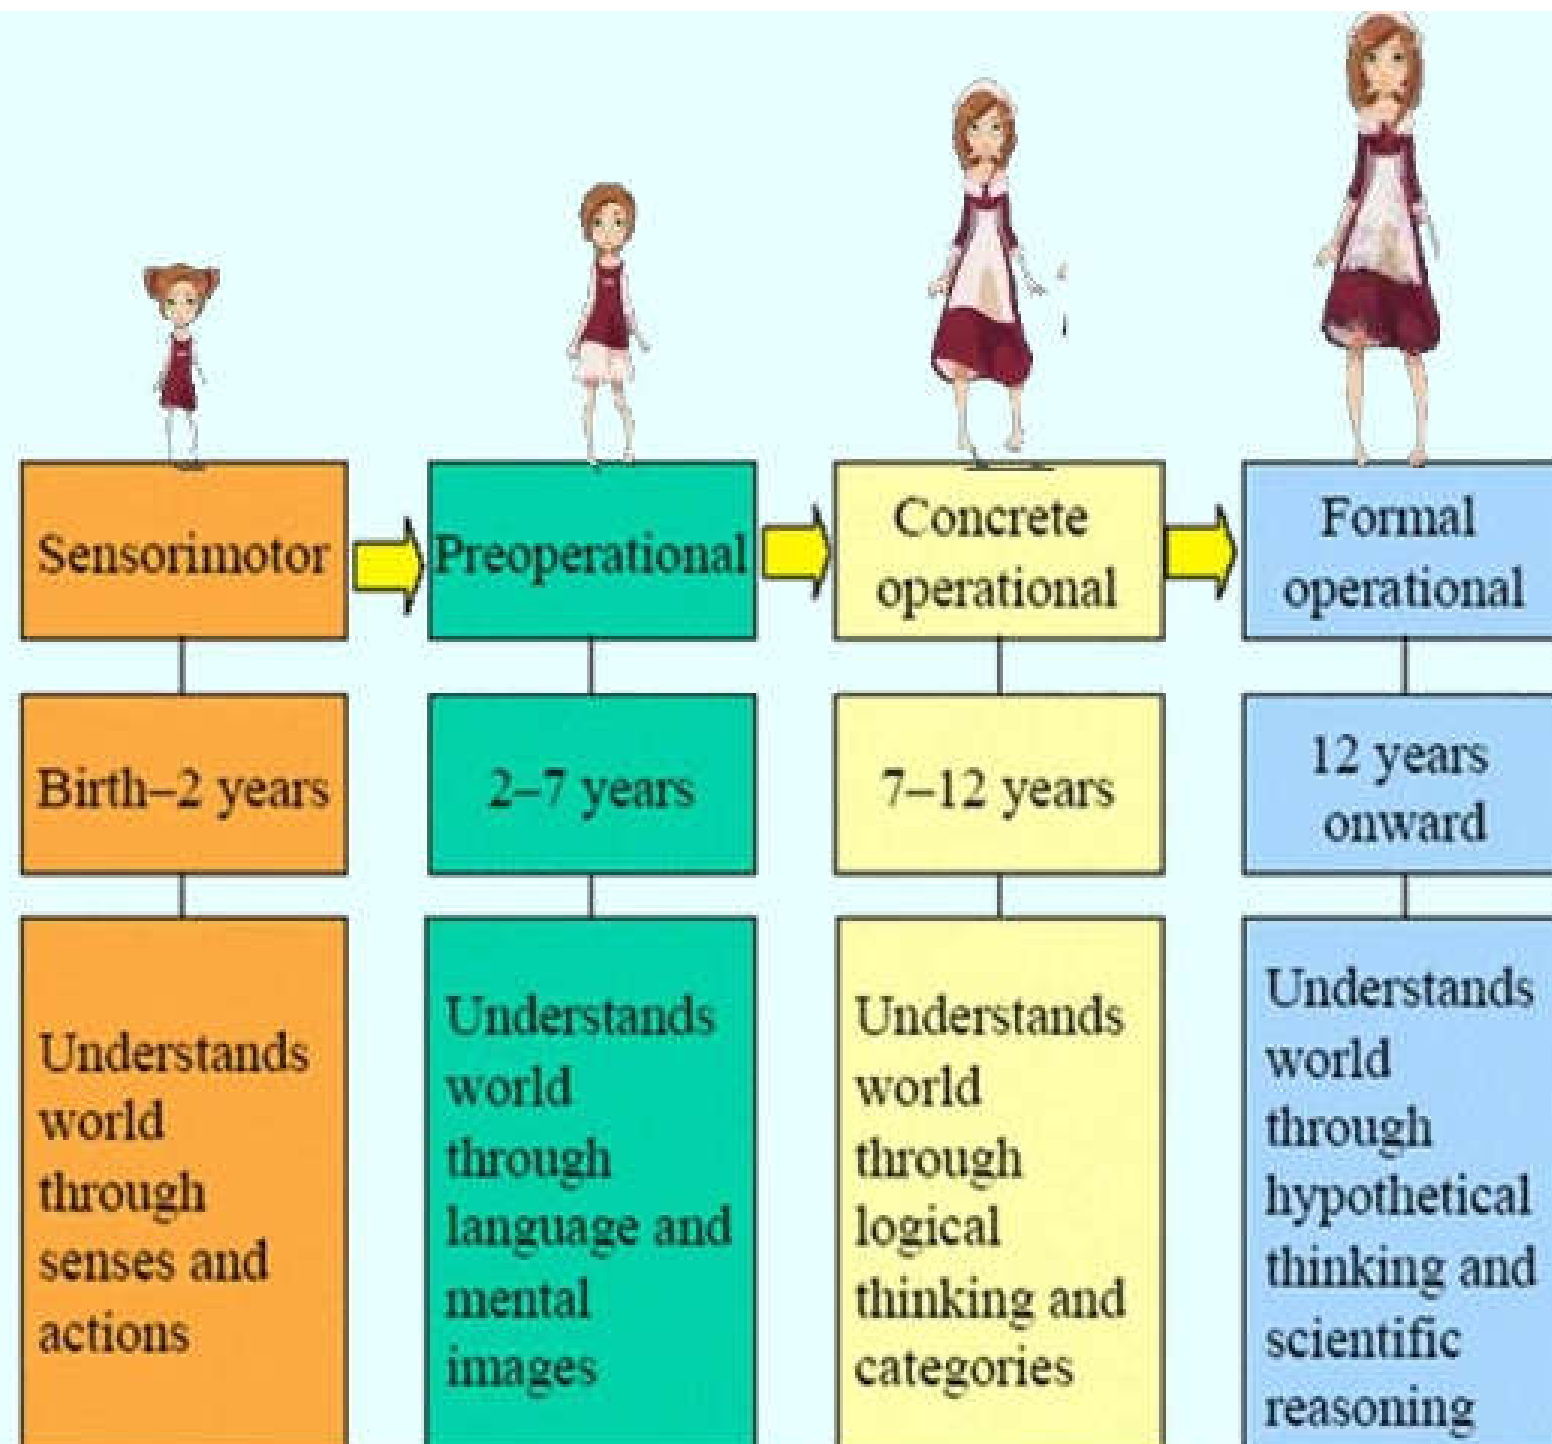 Sensorimotor
Preoperational
Concrete
operational
Formal
operational
Birth–2 years
2–7 years
7–12 years
12 years
onward
Understands
world
through
senses and
actions
Understands
world
through
language and
mental
images
Understands
world
through
logical
thinking and
categories
Understands
world
through
hypothetical
thinking and
scientific
reasoning